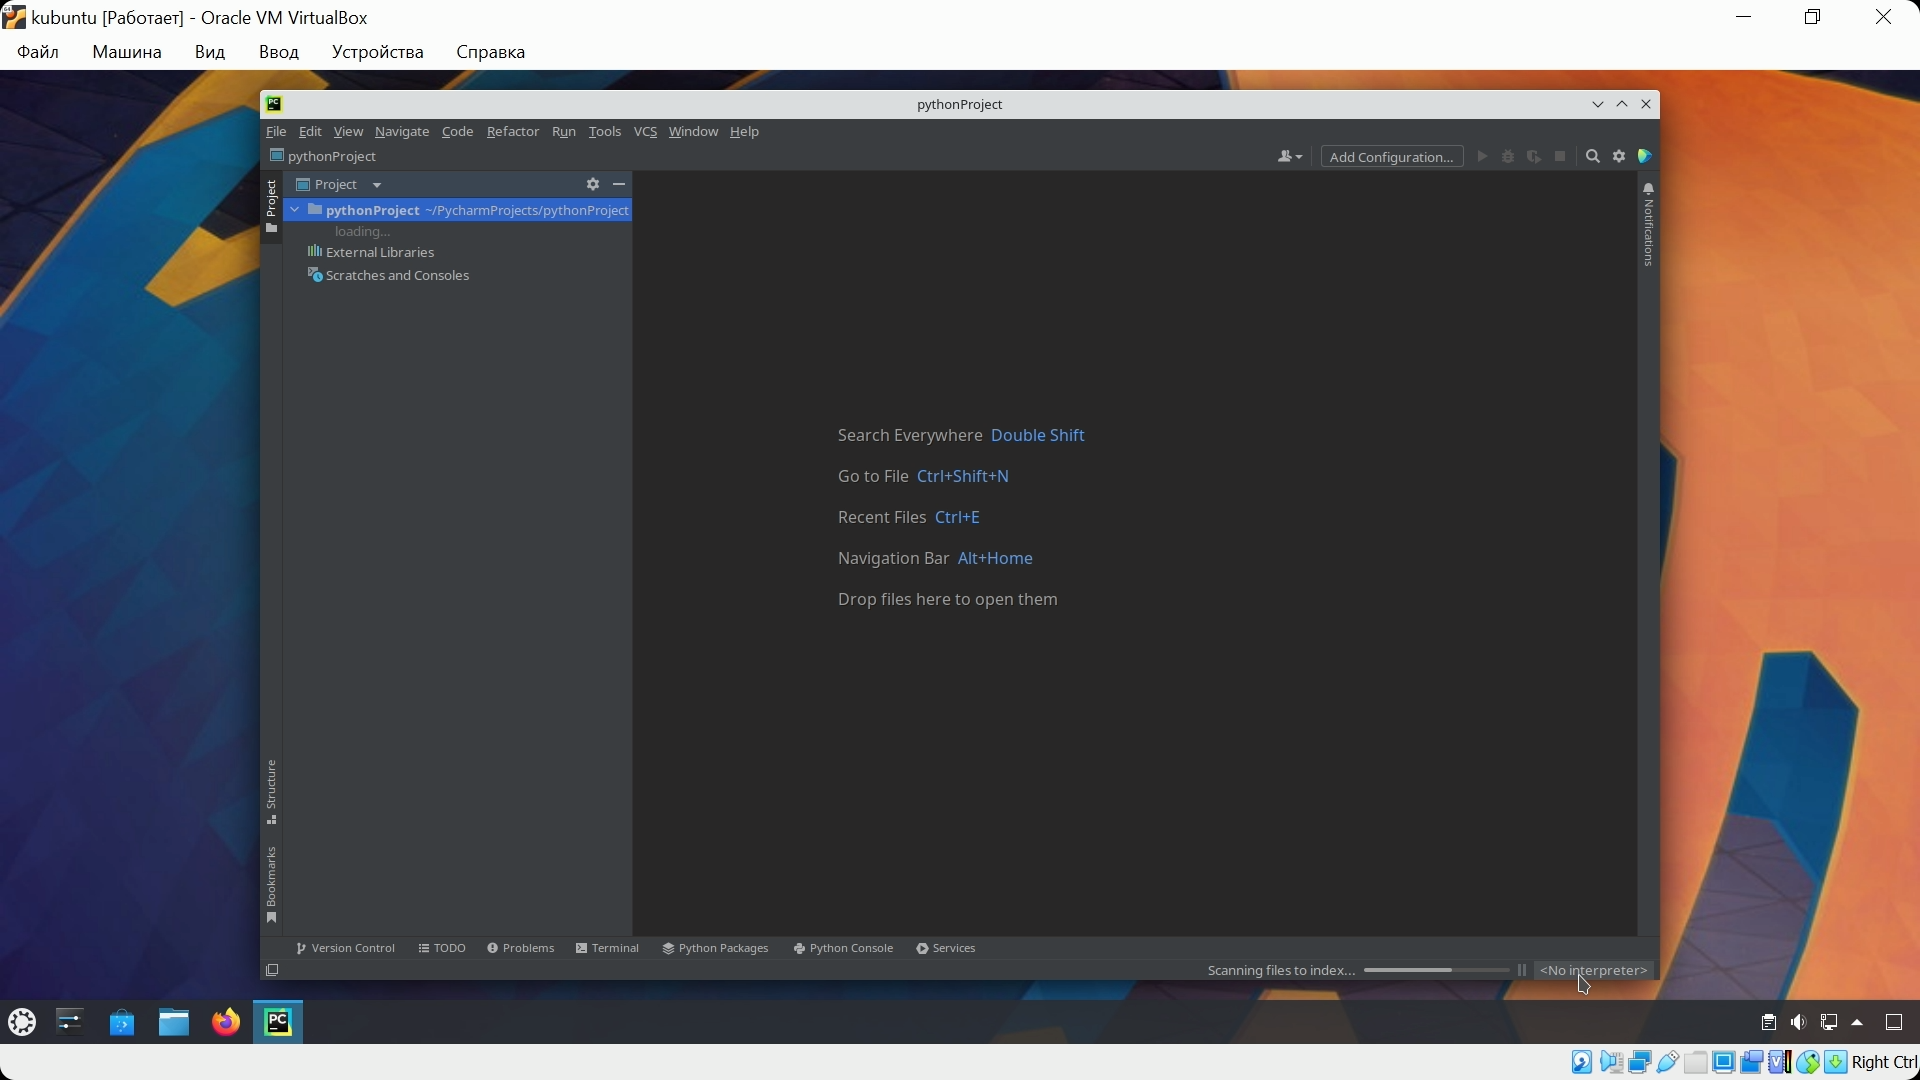 kubuntu [Работает] - Oracle VM VirtualBox
Файл Машина Вид Ввод Устройства Справка
pythonProject
File Edit View Navigate Code Refactor Run Tools VCS Window Help
pythonProject
Add Configuration...
Project
Project
pythonProject ~/PycharmProjects/pythonProject
loading...
External Libraries
Scratches and Consoles
Notifications
Search Everywhere Double Shift
Go to File Ctrl+Shift+N
Recent Files Ctrl+E
Navigation Bar Alt+Home
Drop files here to open them
Structure
Bookmarks
Version Control TODO Problems Terminal Python Packages Python Console Services
Scanning files to index... <No interpreter>
PC
Right Ctrl